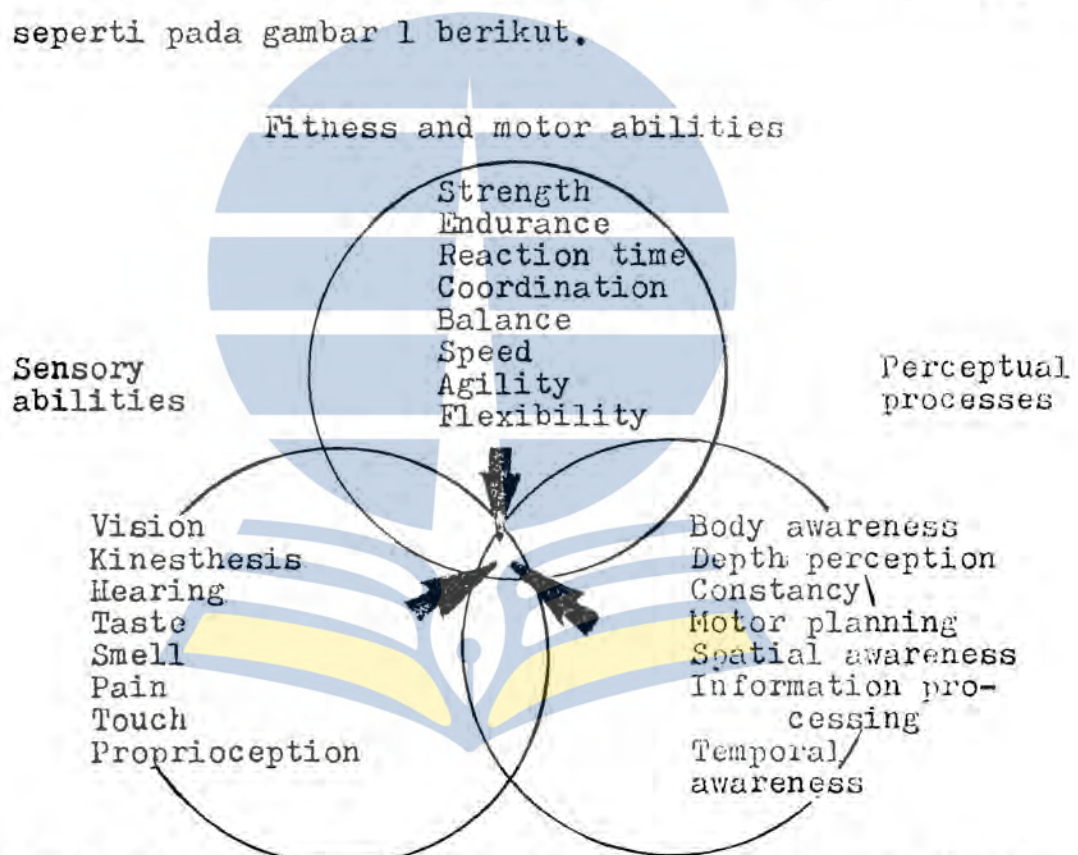 seperti pada gambar 1 berikut.
Fitness and motor abilities
Strength
Endurance
Reaction time
Coordination
Balance
Speed
Agility
Flexibility
Sensory
abilities
Perceptual
processes
Vision
Kinesthesis
Hearing
Taste
Smell
Pain
Touch
Proprioception
Body awareness
Depth perception
Constancy
Motor planning
Spatial awareness
Information pro-
cessing
Temporal
awareness